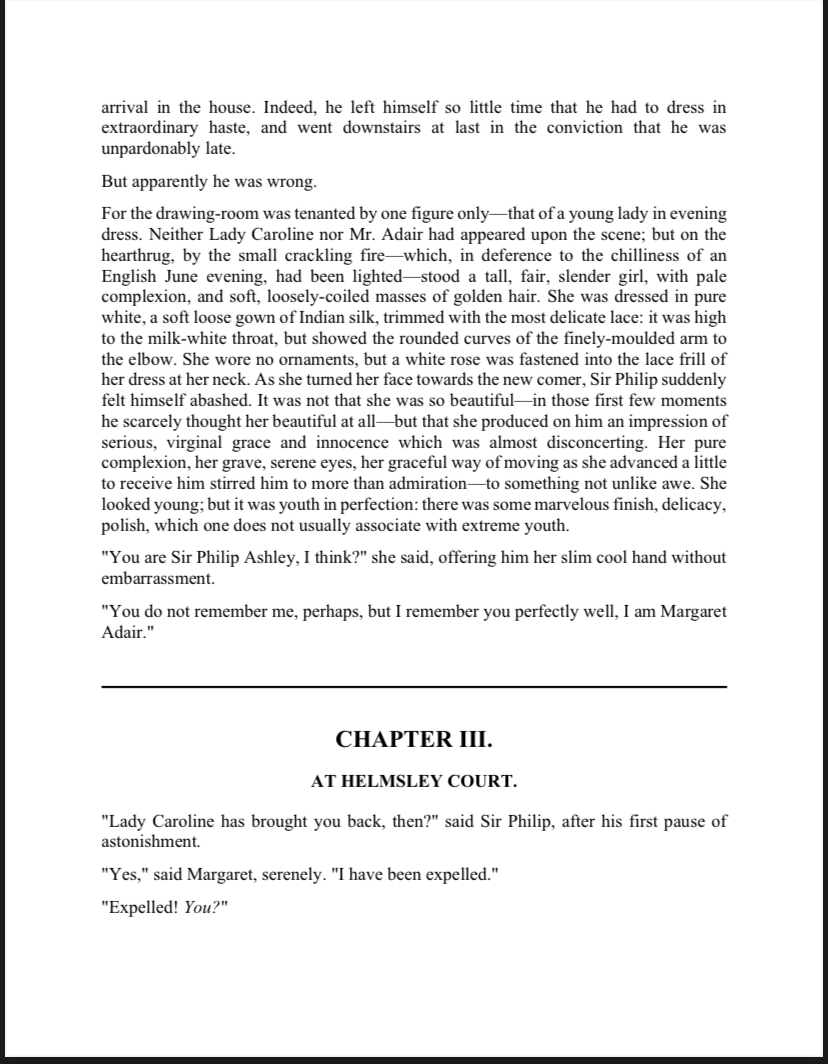 arrival in the house. Indeed, he left himself so little time that he had to dress in
extraordinary haste, and went downstairs at last in the conviction that he was
unpardonably late.
But apparently he was wrong.
For the drawing-room was tenanted by one figure only—that of a young lady in evening
dress. Neither Lady Caroline nor Mr. Adair had appeared upon the scene; but on the
hearthrug, by the small crackling fire—which, in deference to the chilliness of an
English June evening, had been lighted—stood a tall, fair, slender girl, with pale
complexion, and soft, loosely-coiled masses of golden hair. She was dressed in pure
white, a soft loose gown of Indian silk, trimmed with the most delicate lace: it was high
to the milk-white throat, but showed the rounded curves of the finely-moulded arm to
the elbow. She wore no ornaments, but a white rose was fastened into the lace frill of
her dress at her neck. As she turned her face towards the new comer, Sir Philip suddenly
felt himself abashed. It was not that she was so beautiful—in those first few moments
he scarcely thought her beautiful at all—but that she produced on him an impression of
serious, virginal grace and innocence which was almost disconcerting. Her pure
complexion, her grave, serene eyes, her graceful way of moving as she advanced a little
to receive him stirred him to more than admiration—to something not unlike awe. She
looked young; but it was youth in perfection: there was some marvelous finish, delicacy,
polish, which one does not usually associate with extreme youth.
"You are Sir Philip Ashley, I think?" she said, offering him her slim cool hand without
embarrassment.
"You do not remember me, perhaps, but I remember you perfectly well, I am Margaret
Adair."
CHAPTER III.
AT HELMSLEY COURT.
"Lady Caroline has brought you back, then?" said Sir Philip, after his first pause of
astonishment.
"Yes," said Margaret, serenely. "I have been expelled."
"Expelled! You?"